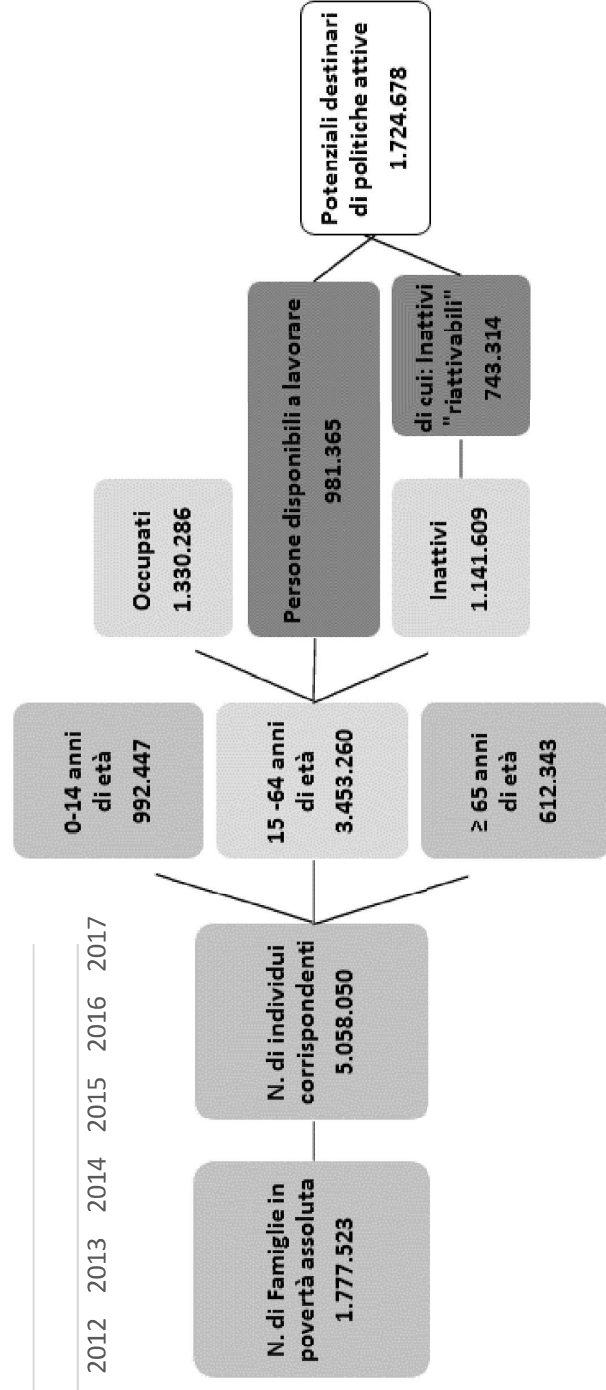 2012 2013 2014 2015 2016 2017
N. di Famiglie in
povertà assoluta
1.777.523
N. di individui
corrispondenti
5.058.050
0-14 anni
di età
992.447
15 -64 anni
di età
3.453.260
≥ 65 anni
di età
612.343
Occupati
1.330.286
Persone disponibili a lavorare
981.365
Inattivi
1.141.609
di cui: Inattivi
"riattivabili"
743.314
Potenziali destinari
di politiche attive
1.724.678